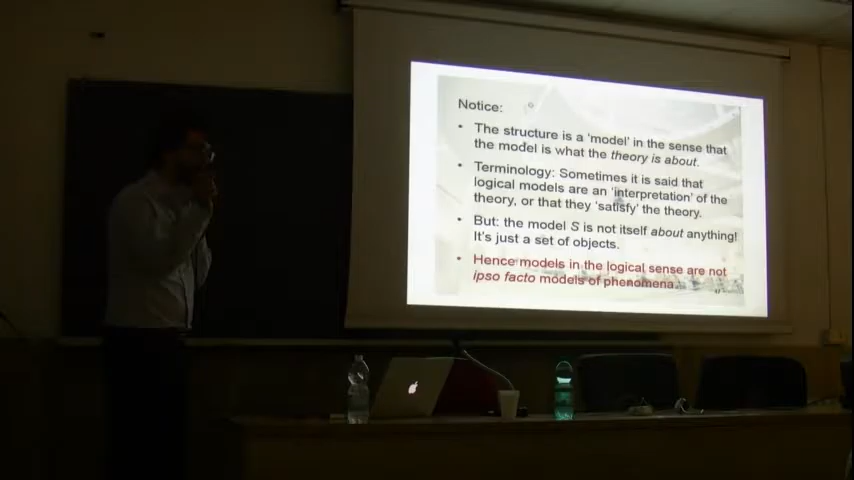 Notice:
• The structure is a 'model' in the sense that
the model is what the theory is about.
• Terminology: Sometimes it is said that
logical models are an 'interpretation' of the
theory, or that they 'satisfy' the theory.
• But: the model S is not itself about anything!
It's just a set of objects.
• Hence models in the logical sense are not
ipso facto models of phenomena.